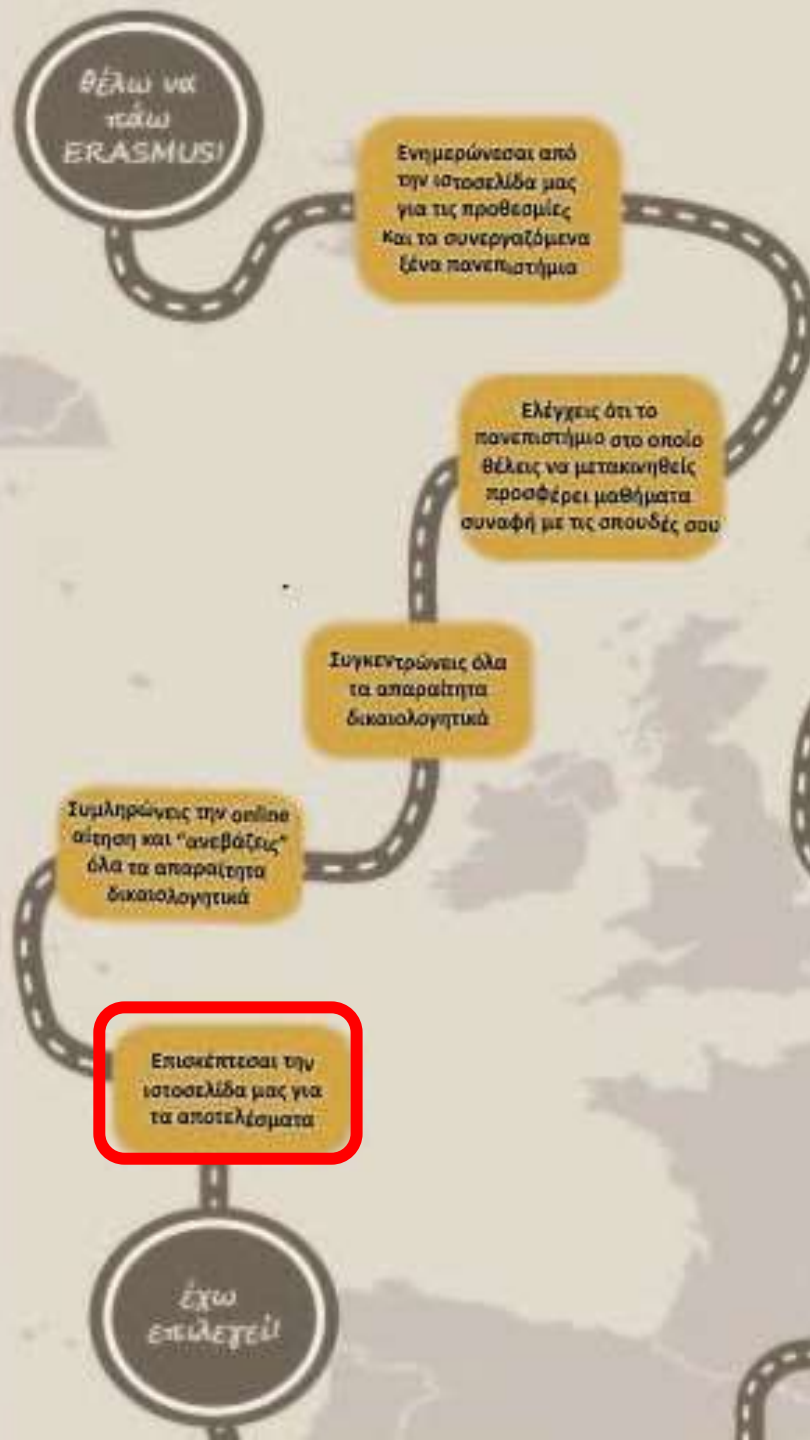 θέλω να
πάω
ERASMUS!
Ενημερώνεσαι από
την ιστοσελίδα μας
για τις προθεσμίες
και τα συνεργαζόμενα
ξένα πανεπιστήμια
Ελέγχεις ότι το
πανεπιστήμιο στο οποίο
θέλεις να μετακινηθείς
προσφέρει μαθήματα
συναφή με τις σπουδές σου
Συγκεντρώνεις όλα
τα απαραίτητα
δικαιολογητικά
Συμληρώνεις την online
αίτηση και "ανεβάζεις"
όλα τα απαραίτητα
δικαιολογητικά
Επισκέπτεσαι την
ιστοσελίδα μας για
τα αποτελέσματα
έχω
επιλεγεί!